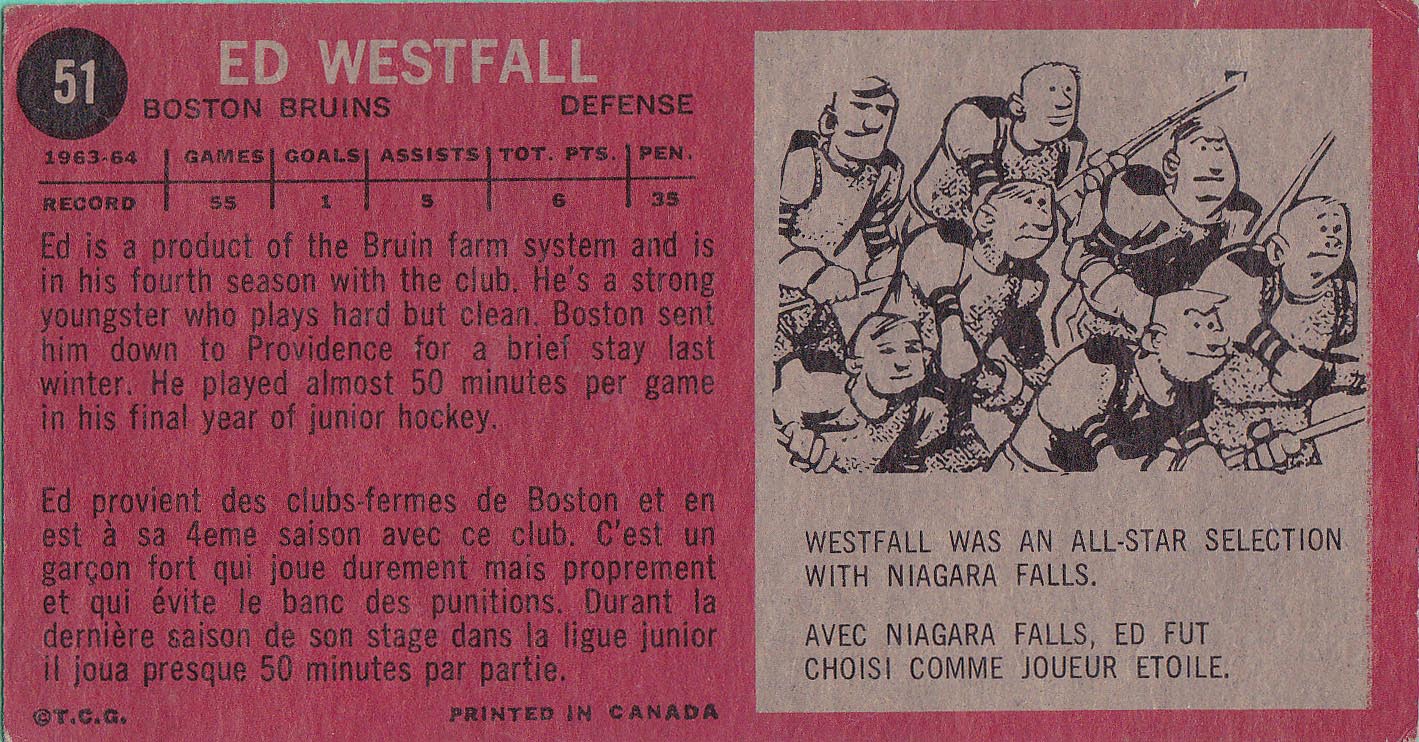 51
ED WESTFALL
BOSTON BRUINS DEFENSE
1963-64 GAMES GOALS ASSISTS TOT. PTS. PEN.
RECORD 55 1 5 6 35
Ed is a product of the Bruin farm system and is
in his fourth season with the club. He's a strong
youngster who plays hard but clean. Boston sent
him down to Providence for a brief stay last
winter. He played almost 50 minutes per game
in his final year of junior hockey.
Ed provient des clubs-fermes de Boston et en
est à sa 4eme saison avec ce club. C'est un
garçon fort qui joue durement mais proprement
et qui évite le banc des punitions. Durant la
dernière saison de son stage dans la ligue junior
il joua presque 50 minutes par partie.
©T.C.G. PRINTED IN CANADA
WESTFALL WAS AN ALL-STAR SELECTION
WITH NIAGARA FALLS.
AVEC NIAGARA FALLS, ED FUT
CHOISI COMME JOUEUR ETOILE.